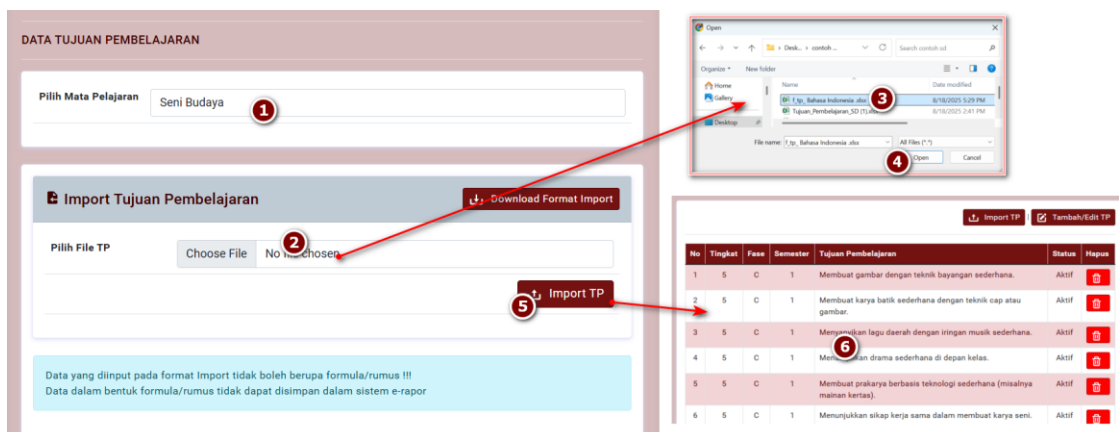 DATA TUJUAN PEMBELAJARAN
Pilih Mata Pelajaran
Seni Budaya
1
Import Tujuan Pembelajaran
Download Format Import
Pilih File TP
Choose File
No file chosen
2
Import TP
5
Data yang diinput pada format Import tidak boleh berupa formula/rumus !!!
Data dalam bentuk formula/rumus tidak dapat disimpan dalam sistem e-rapor
Open
Desk... › contoh ...
Search contoh sd
Organize
New folder
Home
Gallery
Desktop
Name
Date modified
f_tp_ Bahasa Indonesia .xlsx
8/18/2025 5:29 PM
3
Tujuan_Pembelajaran_SD (1).xls
8/18/2025 2:41 PM
File name:
f_tp_ Bahasa Indonesia .xlsx
All Files (*.*)
4
Open
Cancel
Import TP
Tambah/Edit TP
No Tingkat Fase Semester Tujuan Pembelajaran Status Hapus
1 5 C 1 Membuat gambar dengan teknik bayangan sederhana. Aktif
2 5 C 1 Membuat karya batik sederhana dengan teknik cap atau Aktif
gambar.
3 5 C 1 Menyanyikan lagu daerah dengan iringan musik sederhana. Aktif
4 5 C 1 drama sederhana di depan kelas. Aktif
6
5 5 C 1 Membuat prakarya berbasis teknologi sederhana (misalnya Aktif
mainan kertas).
6 5 C 1 Menunjukkan sikap kerja sama dalam membuat karya seni. Aktif